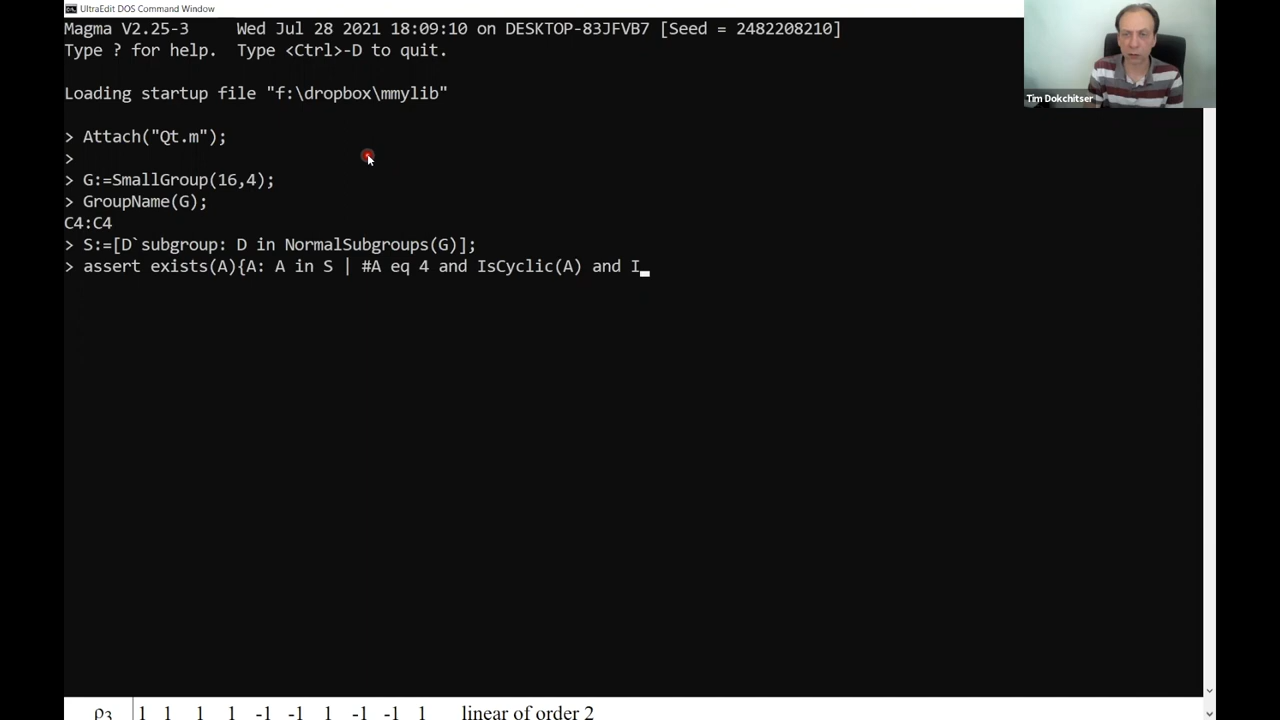 UltraEdit DOS Command Window
Magma V2.25-3 Wed Jul 28 2021 18:09:10 on DESKTOP-83JFVB7 [Seed = 2482208210]
Type ? for help. Type <Ctrl>-D to quit.
Loading startup file "f:\dropbox\mmylib"
> Attach("Qt.m");
>
> G:=SmallGroup(16,4);
> GroupName(G);
C4:C4
> S:=[D`subgroup: D in NormalSubgroups(G)];
> assert exists(A){A: A in S | #A eq 4 and IsCyclic(A) and I_
Tim Dokchitser
ρ3 1 1 1 1 -1 -1 1 -1 -1 1 linear of order 2